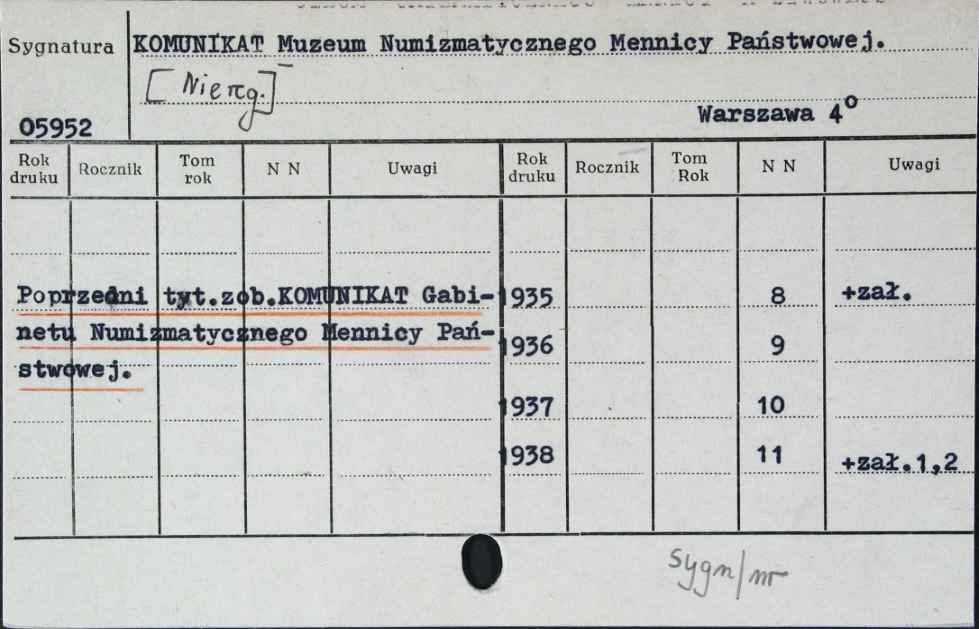 Sygnatura KOMUNIKAT Muzeum Numizmatycznego Mennicy Państwowej.
[Nierg.]
Warszawa 4°
05952
Rok druku Rocznik Tom rok N N Uwagi Rok druku Rocznik Tom Rok N N Uwagi
Poprzedni tyt.zob.KOMUNIKAT Gabi- 1935 8 +zał.
netu Numizmatycznego Mennicy Pań- 1936 9
stwowej.
1937 10
1938 11 +zał.1,2
sygn/nr